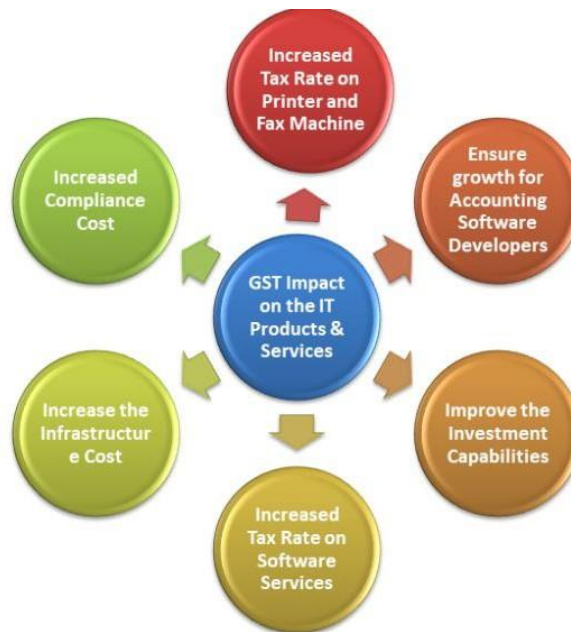 Increased
Tax Rate on
Printer and
Fax Machine
Ensure
growth for
Accounting
Software
Developers
Improve the
Investment
Capabilities
Increased
Tax Rate on
Software
Services
Increase the
Infrastructur
e Cost
Increased
Compliance
Cost
GST Impact
on the IT
Products &
Services